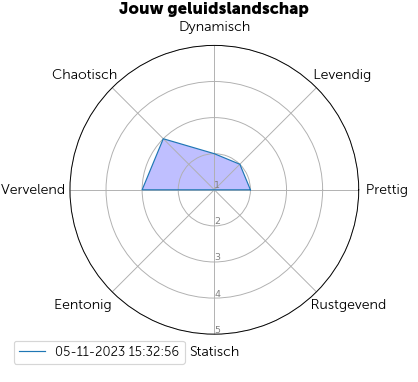 Jouw geluidslandschap
Dynamisch
Chaotisch
Levendig
Vervelend
1
Prettig
2
3
Eentonig
4
Rustgevend
5
05-11-2023 15:32:56
Statisch